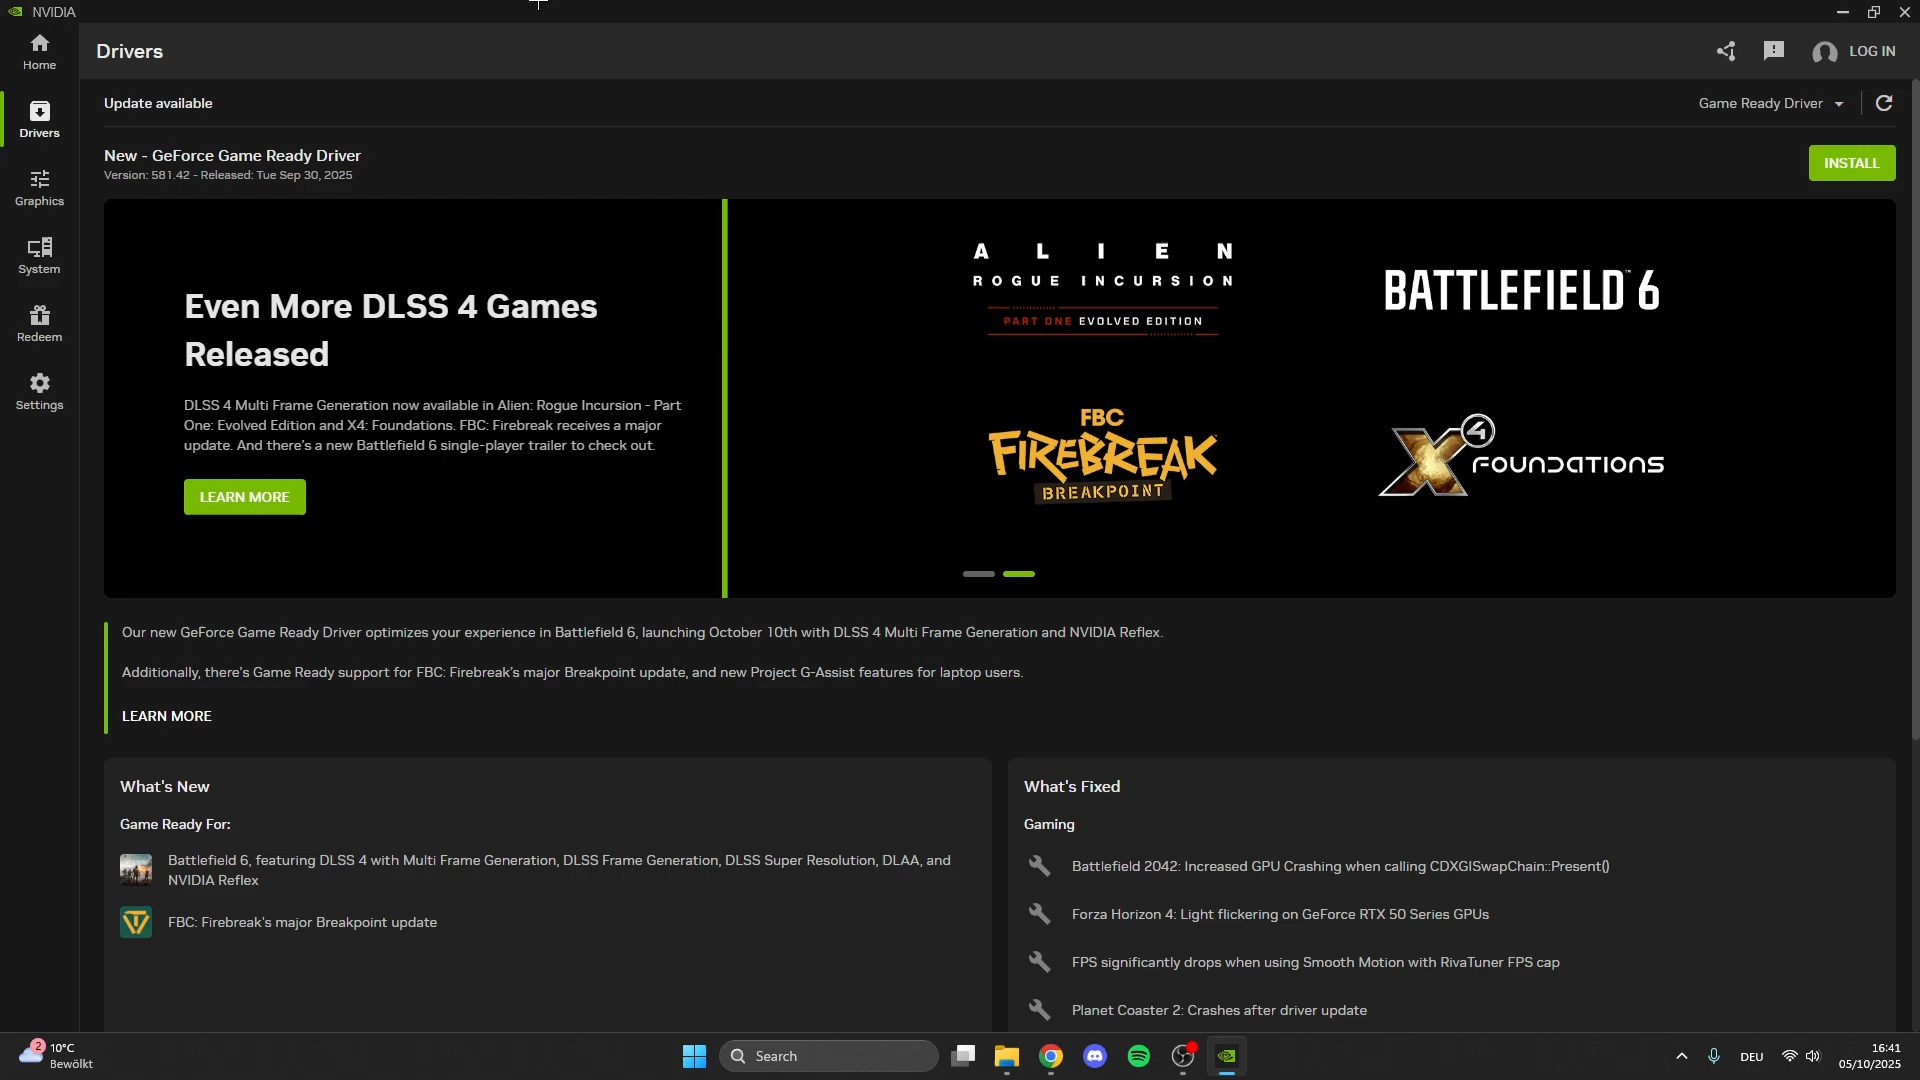 NVIDIA
Home
Drivers
LOG IN
Drivers
Update available
Game Ready Driver
New - GeForce Game Ready Driver
Version: 581.42 - Released: Tue Sep 30, 2025
INSTALL
Graphics
System
Redeem
Settings
Even More DLSS 4 Games
Released
DLSS 4 Multi Frame Generation now available in Alien: Rogue Incursion - Part
One: Evolved Edition and X4: Foundations. FBC: Firebreak receives a major
update. And there's a new Battlefield 6 single-player trailer to check out.
LEARN MORE
ALIEN
ROGUE INCURSION
PART ONE EVOLVED EDITION
BATTLEFIELD™ 6
FBC
FIREBREAK
BREAKPOINT
X4
FOUNDATIONS
Our new GeForce Game Ready Driver optimizes your experience in Battlefield 6, launching October 10th with DLSS 4 Multi Frame Generation and NVIDIA Reflex.
Additionally, there's Game Ready support for FBC: Firebreak's major Breakpoint update, and new Project G-Assist features for laptop users.
LEARN MORE
What's New
Game Ready For:
Battlefield 6, featuring DLSS 4 with Multi Frame Generation, DLSS Frame Generation, DLSS Super Resolution, DLAA, and
NVIDIA Reflex
FBC: Firebreak's major Breakpoint update
What's Fixed
Gaming
Battlefield 2042: Increased GPU Crashing when calling CDXGISwapChain::Present()
Forza Horizon 4: Light flickering on GeForce RTX 50 Series GPUs
FPS significantly drops when using Smooth Motion with RivaTuner FPS cap
Planet Coaster 2: Crashes after driver update
2
10°C
Bewölkt
Search
DEU
16:41
05/10/2025